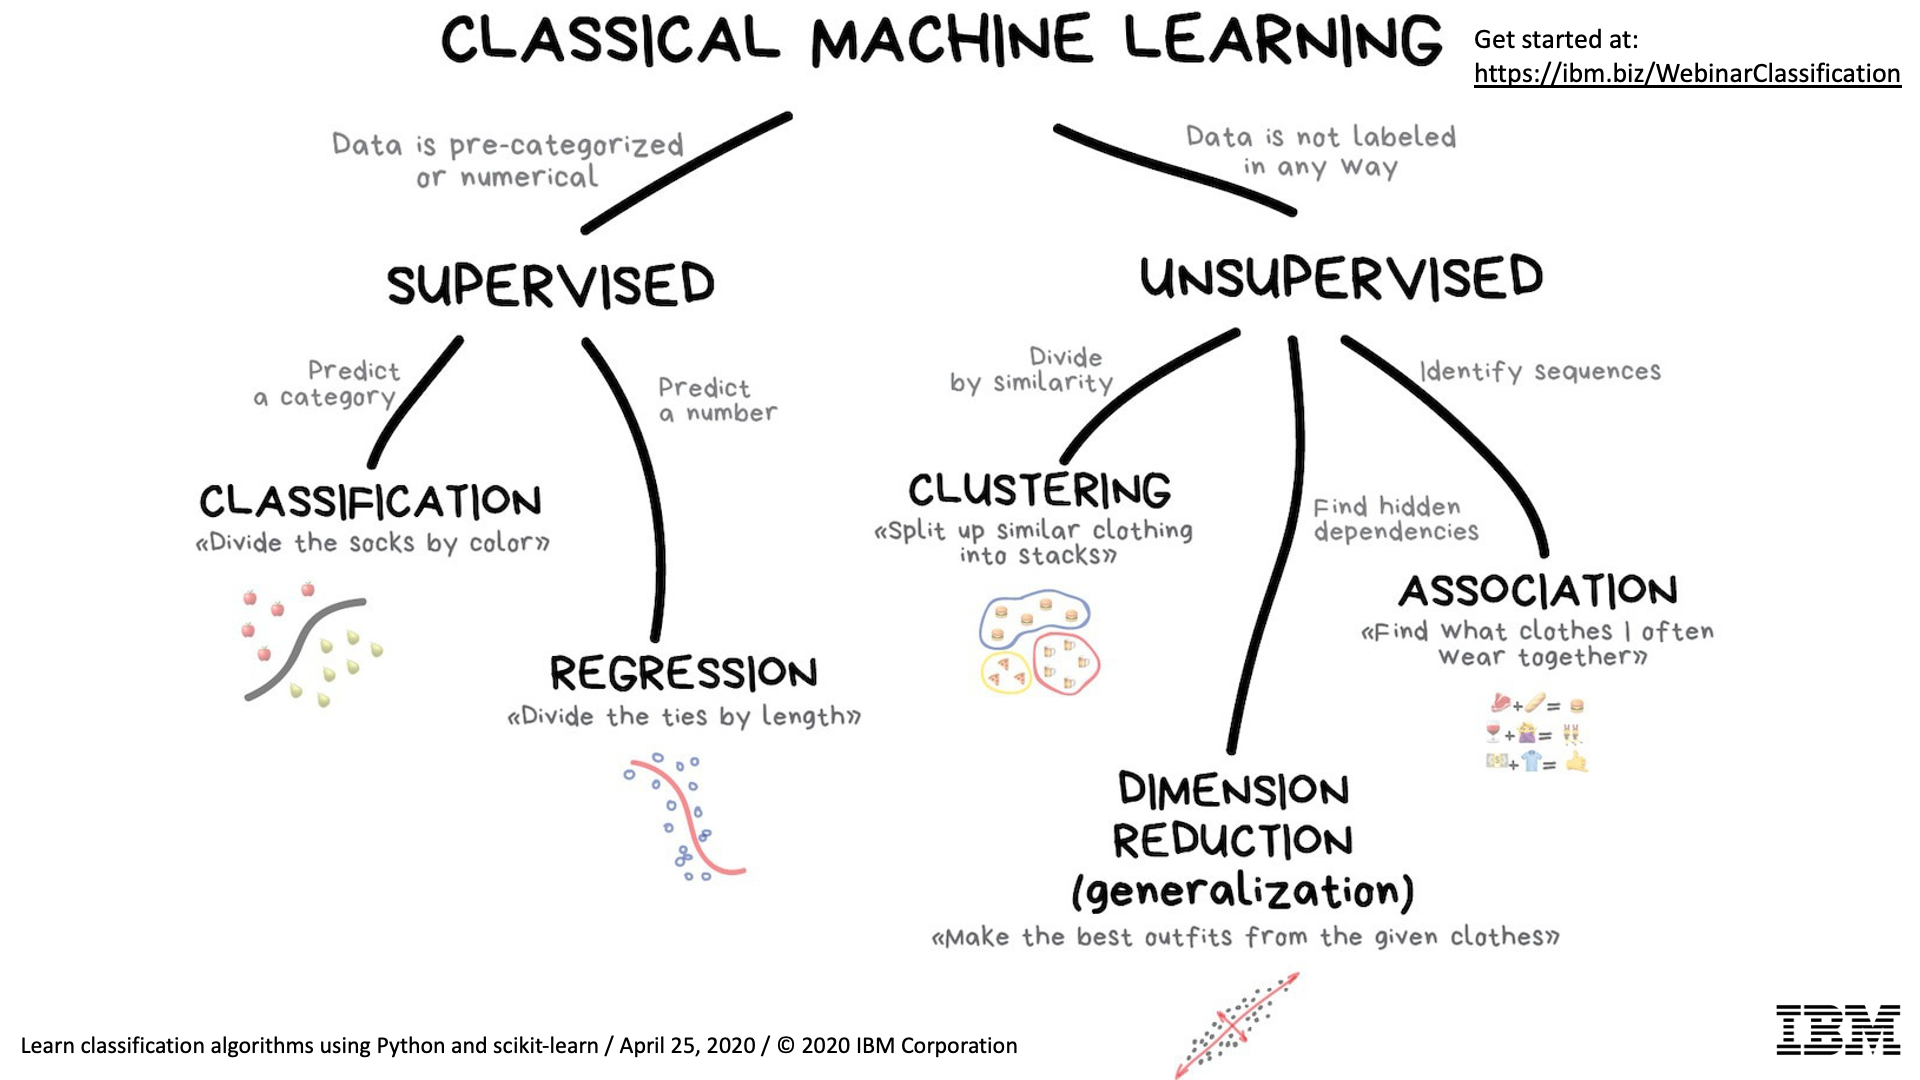 CLASSICAL MACHINE LEARNING
Get started at:
https://ibm.biz/WebinarClassification
Data is pre-categorized
or numerical
Data is not labeled
in any way
SUPERVISED
UNSUPERVISED
Predict
a category
Predict
a number
Divide
by similarity
Identify sequences
CLASSIFICATION
«Divide the socks by color»
CLUSTERING
«Split up similar clothing
into stacks»
Find hidden
dependencies
ASSOCIATION
«Find what clothes I often
wear together»
REGRESSION
«Divide the ties by length»
+ =
+ =
+ =
DIMENSION
REDUCTION
(generalization)
«Make the best outfits from the given clothes»
Learn classification algorithms using Python and scikit-learn / April 25, 2020 / © 2020 IBM Corporation
IBM